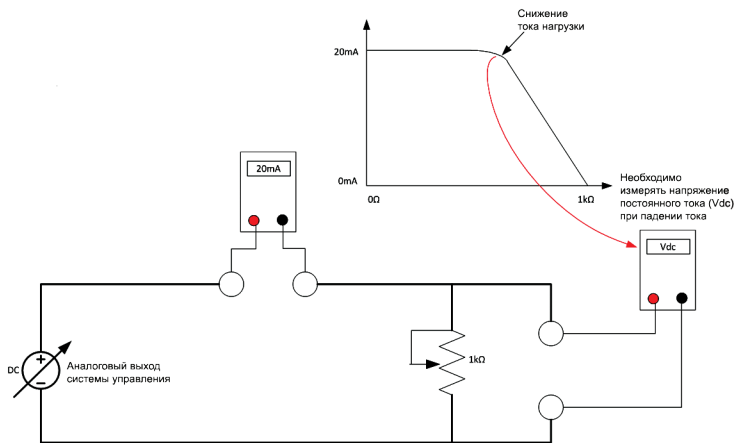 Снижение
тока нагрузки
20mA
0mA
0Ω
1kΩ
20mA
Необходимо
измерять напряжение
постоянного тока (Vdc)
при падении тока
Vdc
DC
+
−
Аналоговый выход
системы управления
1kΩ